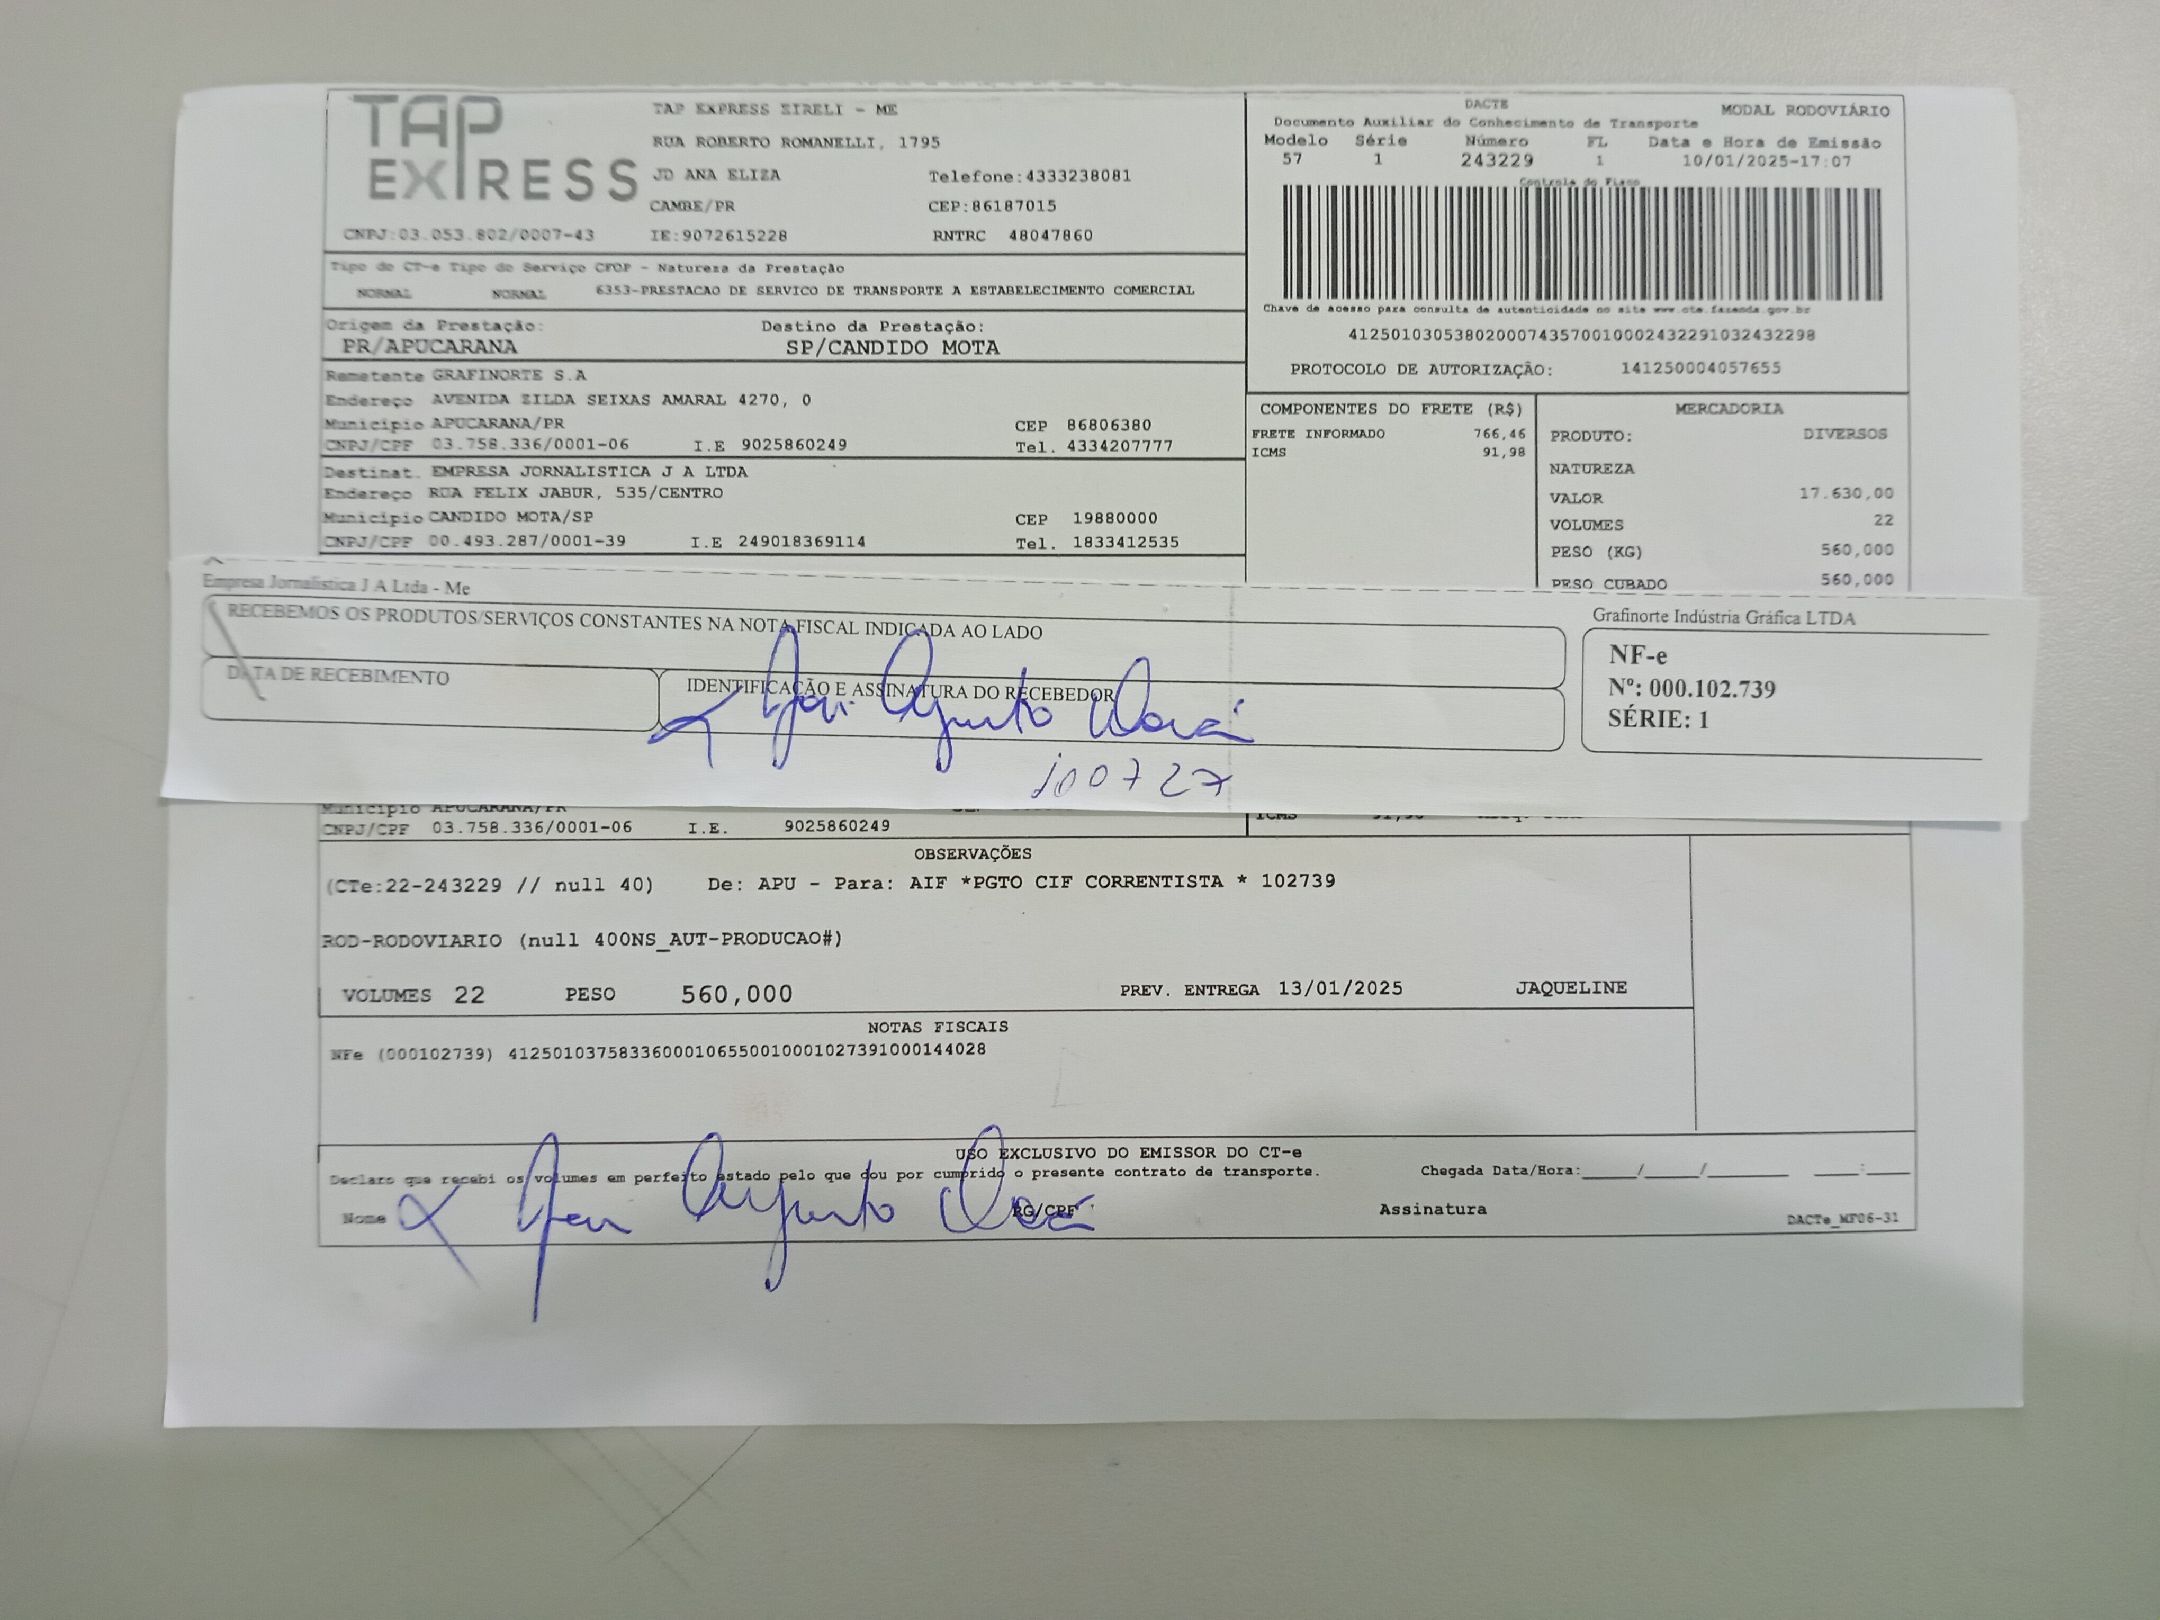 TAP EXPRESS
TAP EXPRESS EIRELI - ME
RUA ROBERTO ROMANELLI, 1795
JD ANA ELIZA Telefone:4333238081
CAMBE/PR CEP:86187015
CNPJ:03.053.802/0007-43 IE:9072615228 RNTRC 48047860
DACTE MODAL RODOVIÁRIO
Documento Auxiliar do Conhecimento de Transporte
Modelo Série Número FL Data e Hora de Emissão
57 1 243229 1 10/01/2025-17:07
Controle do Fisco
Chave de acesso para consulta de autenticidade no site www.cte.fazenda.gov.br
41250103053802000743570010002432291032432298
PROTOCOLO DE AUTORIZAÇÃO: 141250004057655
Tipo do CT-e Tipo do Serviço CFOP - Natureza da Prestação
NORMAL NORMAL 6353-PRESTACAO DE SERVICO DE TRANSPORTE A ESTABELECIMENTO COMERCIAL
Origem da Prestação: Destino da Prestação:
PR/APUCARANA SP/CANDIDO MOTA
Remetente GRAFINORTE S.A
Endereço AVENIDA ZILDA SEIXAS AMARAL 4270, 0
Município APUCARANA/PR CEP 86806380
CNPJ/CPF 03.758.336/0001-06 I.E 9025860249 Tel. 4334207777
Destinat. EMPRESA JORNALISTICA J A LTDA
Endereço RUA FELIX JABUR, 535/CENTRO
Município CANDIDO MOTA/SP CEP 19880000
CNPJ/CPF 00.493.287/0001-39 I.E 249018369114 Tel. 1833412535
COMPONENTES DO FRETE (R$)
FRETE INFORMADO 766,46
ICMS 91,98
MERCADORIA
PRODUTO: DIVERSOS
NATUREZA
VALOR 17.630,00
VOLUMES 22
PESO (KG) 560,000
PESO CUBADO 560,000
Empresa Jornalistica J A Ltda - Me
RECEBEMOS OS PRODUTOS/SERVIÇOS CONSTANTES NA NOTA FISCAL INDICADA AO LADO
DATA DE RECEBIMENTO
IDENTIFICAÇÃO E ASSINATURA DO RECEBEDOR
Augusto
100727
Grafinorte Indústria Gráfica LTDA
NF-e
Nº: 000.102.739
SÉRIE: 1
Município APUCARANA/PR
CNPJ/CPF 03.758.336/0001-06 I.E. 9025860249
ICMS 91,98
OBSERVAÇÕES
(CTe:22-243229 // null 40) De: APU - Para: AIF *PGTO CIF CORRENTISTA * 102739
ROD-RODOVIARIO (null 400NS_AUT-PRODUCAO#)
VOLUMES 22 PESO 560,000 PREV. ENTREGA 13/01/2025 JAQUELINE
NOTAS FISCAIS
NFe (000102739) 41250103758336000106550010001027391000144028
USO EXCLUSIVO DO EMISSOR DO CT-e
Declaro que recebi os volumes em perfeito estado pelo que dou por cumprido o presente contrato de transporte. Chegada Data/Hora:____/____/____ ___:___
Nome Augusto RG/CPF Assinatura DACTe_MF06-31